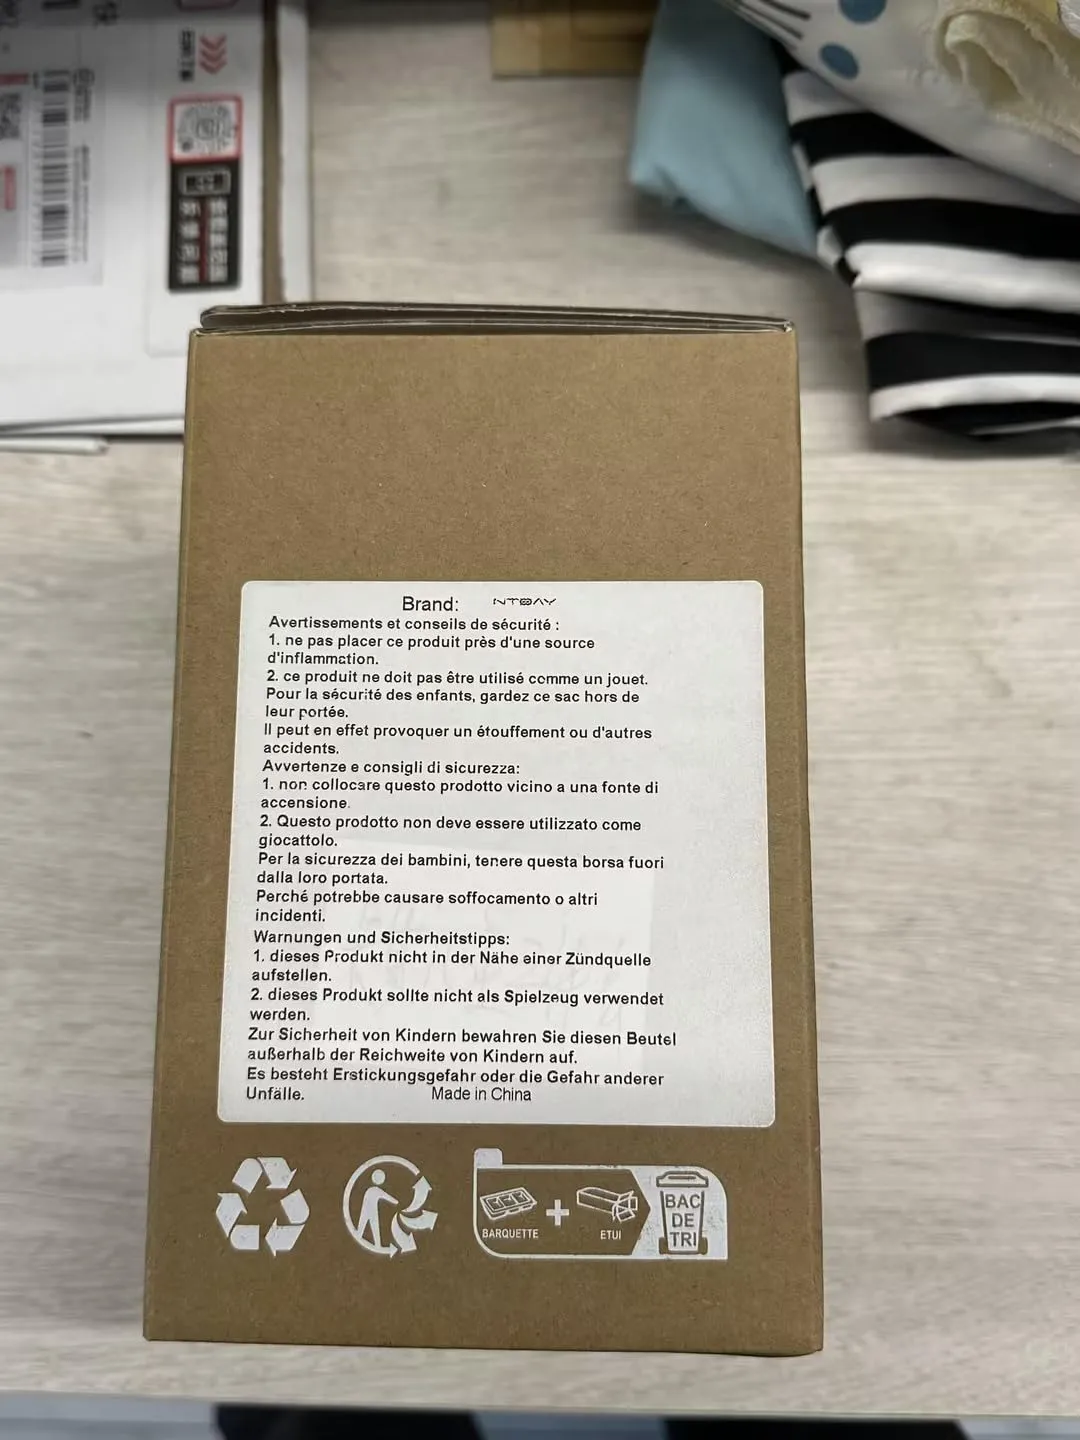 Brand: NTBAY
Avertissements et conseils de sécurité :
1. ne pas placer ce produit près d'une source
d'inflammation.
2. ce produit ne doit pas être utilisé comme un jouet.
Pour la sécurité des enfants, gardez ce sac hors de
leur portée.
Il peut en effet provoquer un étouffement ou d'autres
accidents.
Avvertenze e consigli di sicurezza:
1. non collocare questo prodotto vicino a una fonte di
accensione.
2. Questo prodotto non deve essere utilizzato come
giocattolo.
Per la sicurezza dei bambini, tenere questa borsa fuori
dalla loro portata.
Perché potrebbe causare soffocamento o altri
incidenti.
Warnungen und Sicherheitstipps:
1. dieses Produkt nicht in der Nähe einer Zündquelle
aufstellen.
2. dieses Produkt sollte nicht als Spielzeug verwendet
werden.
Zur Sicherheit von Kindern bewahren Sie diesen Beutel
außerhalb der Reichweite von Kindern auf.
Es besteht Erstickungsgefahr oder die Gefahr anderer
Unfälle. Made in China
BARQUETTE + ETUI
BAC
DE
TRI